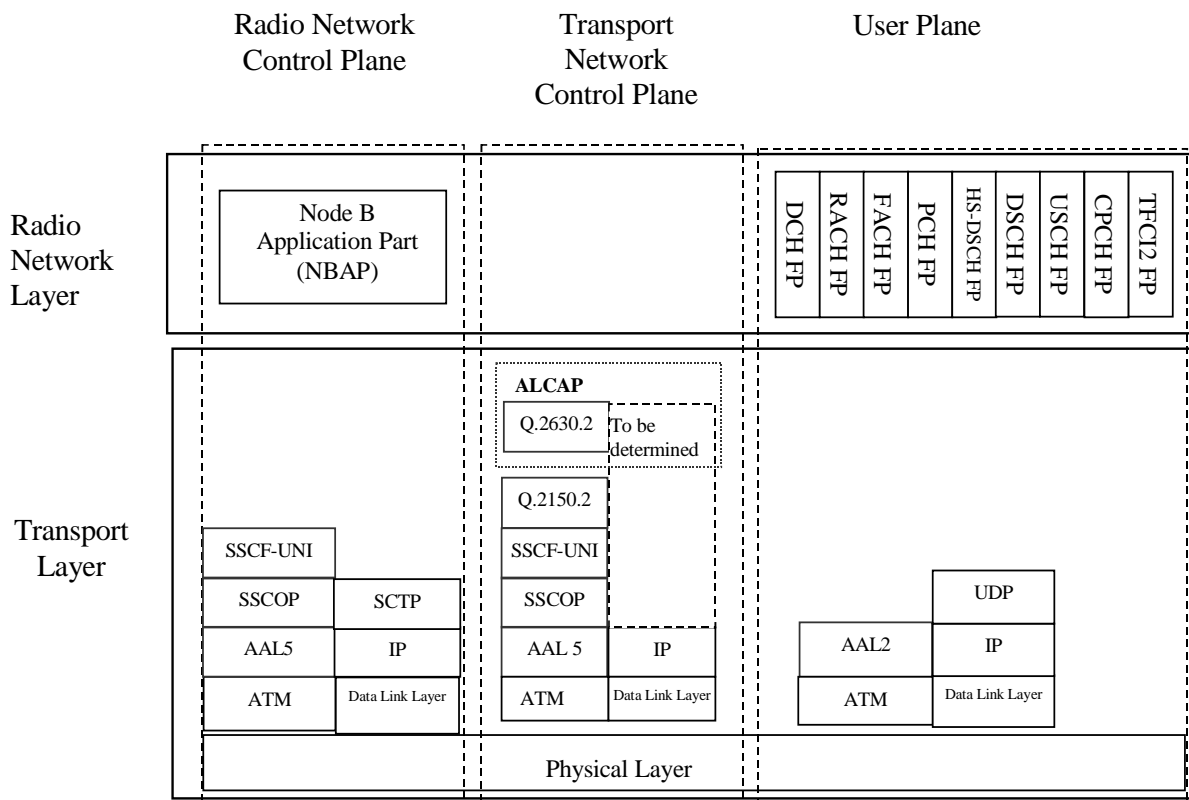 Radio Network
Control Plane
Transport
Network
Control Plane
User Plane
Radio
Network
Layer
Node B
Application Part
(NBAP)
DCH FP
RACH FP
FACH FP
PCH FP
HS-DSCH FP
DSCH FP
USCH FP
CPCH FP
TFCI2 FP
Transport
Layer
ALCAP
Q.2630.2
To be
determined
Q.2150.2
SSCF-UNI
SSCF-UNI
SSCOP
SCTP
SSCOP
UDP
AAL5
IP
AAL 5
IP
AAL2
IP
ATM
Data Link Layer
ATM
Data Link Layer
ATM
Data Link Layer
Physical Layer